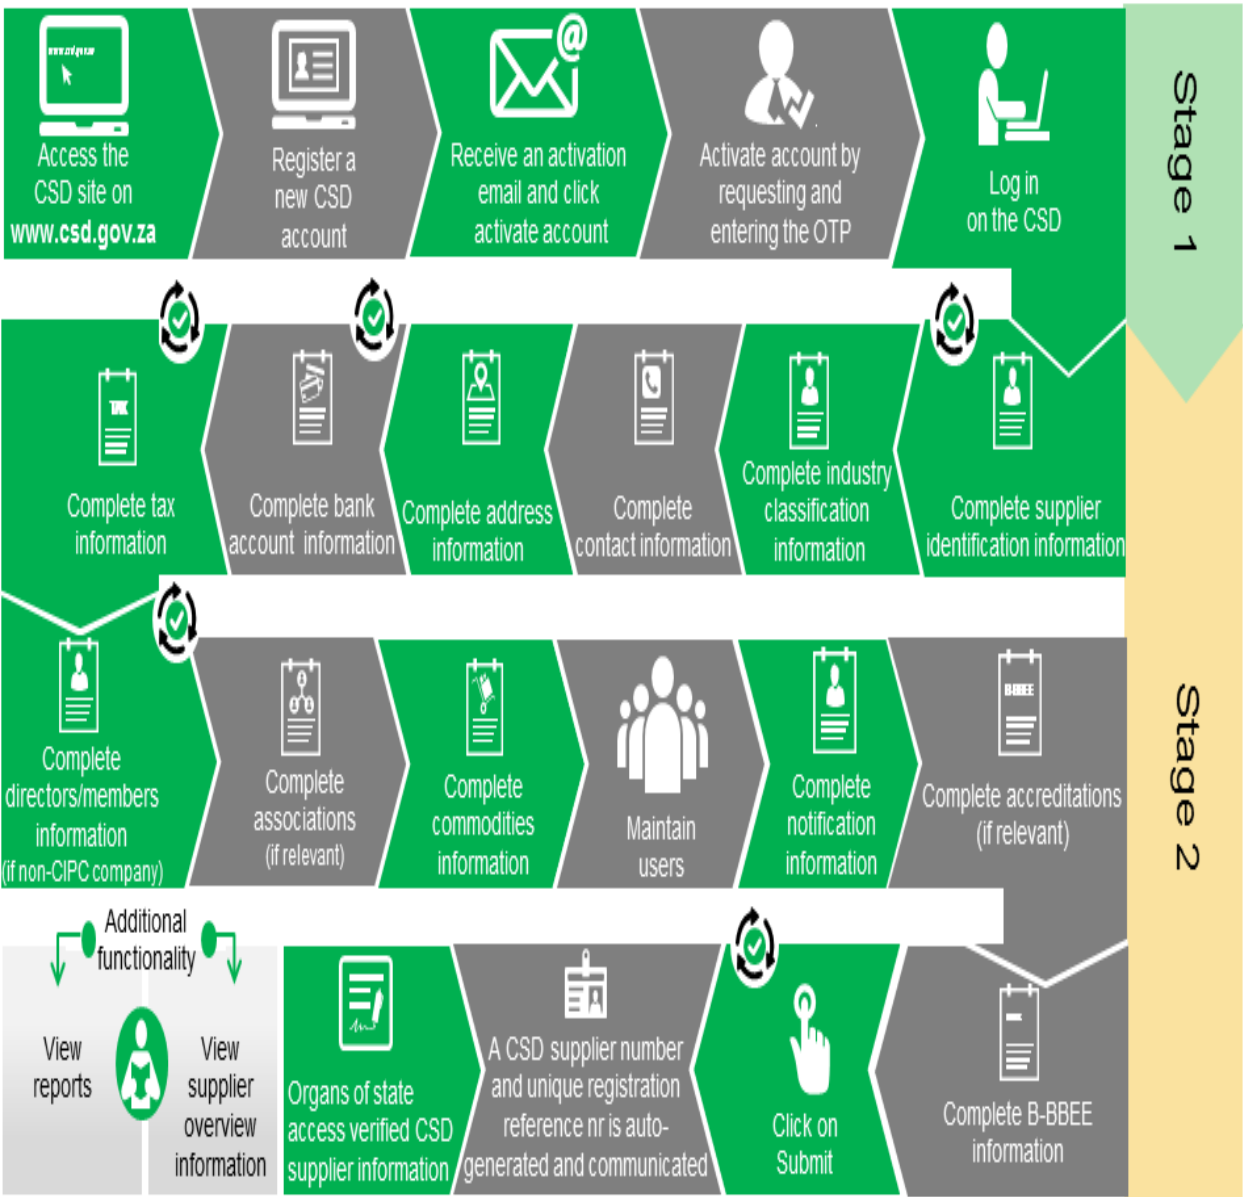 www.csd.gov.za
Access the
CSD site on
www.csd.gov.za
Register a
new CSD
account
@
Receive an activation
email and click
activate account
Activate account by
requesting and
entering the OTP
Log in
on the CSD
Stage 1
Complete supplier
identification information
Complete industry
classification
information
Complete
contact information
Complete address
information
Complete bank
account information
TAX
Complete tax
information
Complete
directors/members
information
(if non-CIPC company)
Complete
associations
(if relevant)
Complete
commodities
information
Maintain
users
Complete
notification
information
B-BBEE
Complete accreditations
(if relevant)
Stage 2
Complete B-BBEE
information
Click on
Submit
A CSD supplier number
and unique registration
reference nr is auto-
generated and communicated
Organs of state
access verified CSD
supplier information
Additional
functionality
View
reports
View
supplier
overview
information